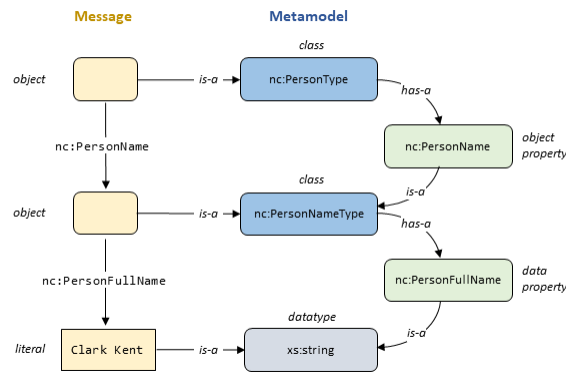 Message
Metamodel
class
object
is-a
nc:PersonType
has-a
nc:PersonName
nc:PersonName
object
property
class
is-a
object
is-a
nc:PersonNameType
has-a
nc:PersonFullName
nc:PersonFullName
data
property
datatype
is-a
literal
Clark Kent
is-a
xs:string